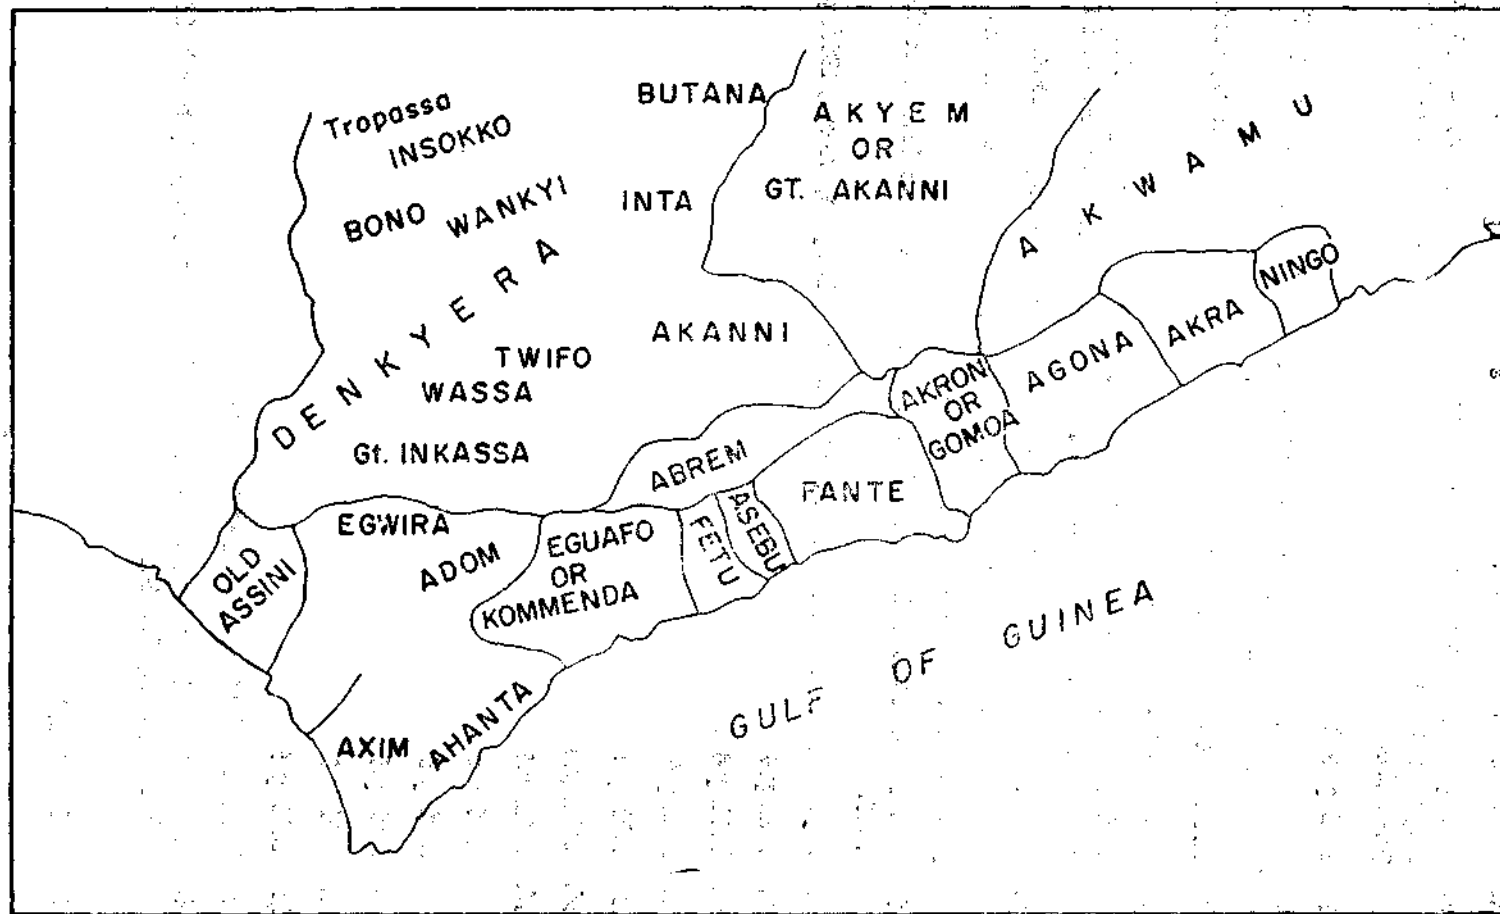 BUTANA
Tropassa
INSOKKO
AKYEM
OR
GT. AKANNI
AKWAMU
BONO
WANKYI
INTA
DENKYERA
NINGO
AKRA
AKANNI
TWIFO
WASSA
AGONA
AKRON
OR
GOMOA
Gt. INKASSA
ABREM
FANTE
ASEBU
FETU
EGWIRA
EGUAFO
OR
KOMMENDA
ADOM
OLD
ASSINI
GULF OF GUINEA
AXIM
AHANTA